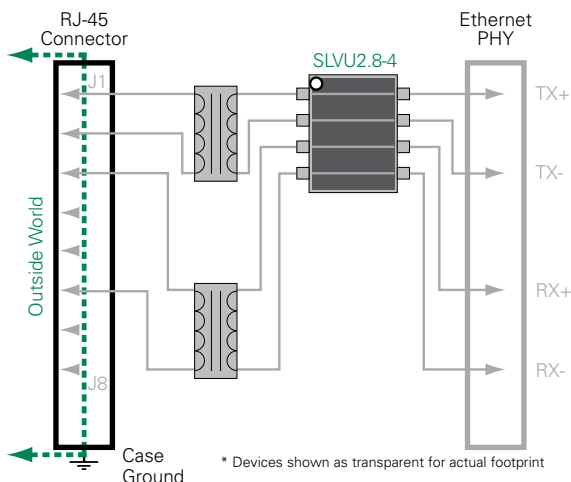 RJ-45
Connector
Ethernet
PHY
SLVU2.8-4
J1
TX+
TX-
Outside World
RX+
RX-
J8
Case
Ground
* Devices shown as transparent for actual footprint